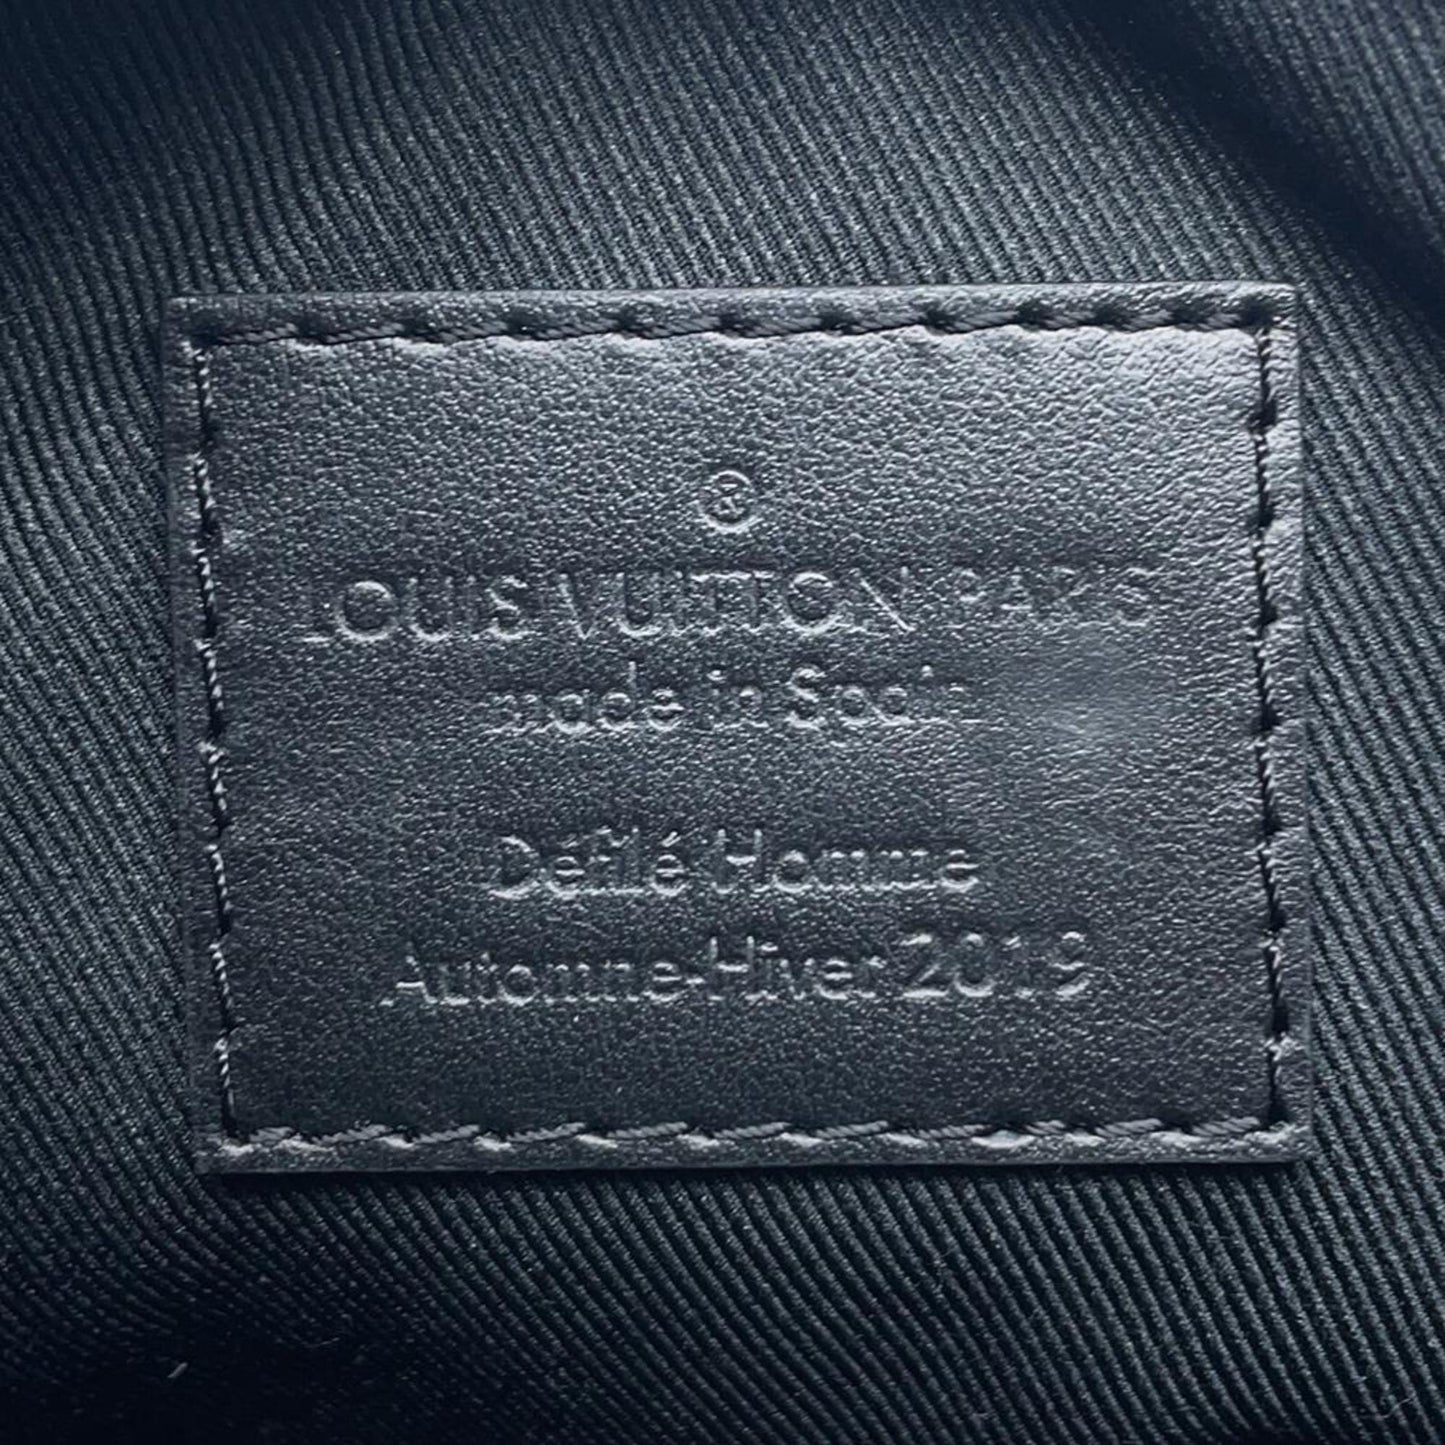 ®
LOUIS VUITTON PARIS
made in Spain
Défilé Homme
Automne-Hiver 2019